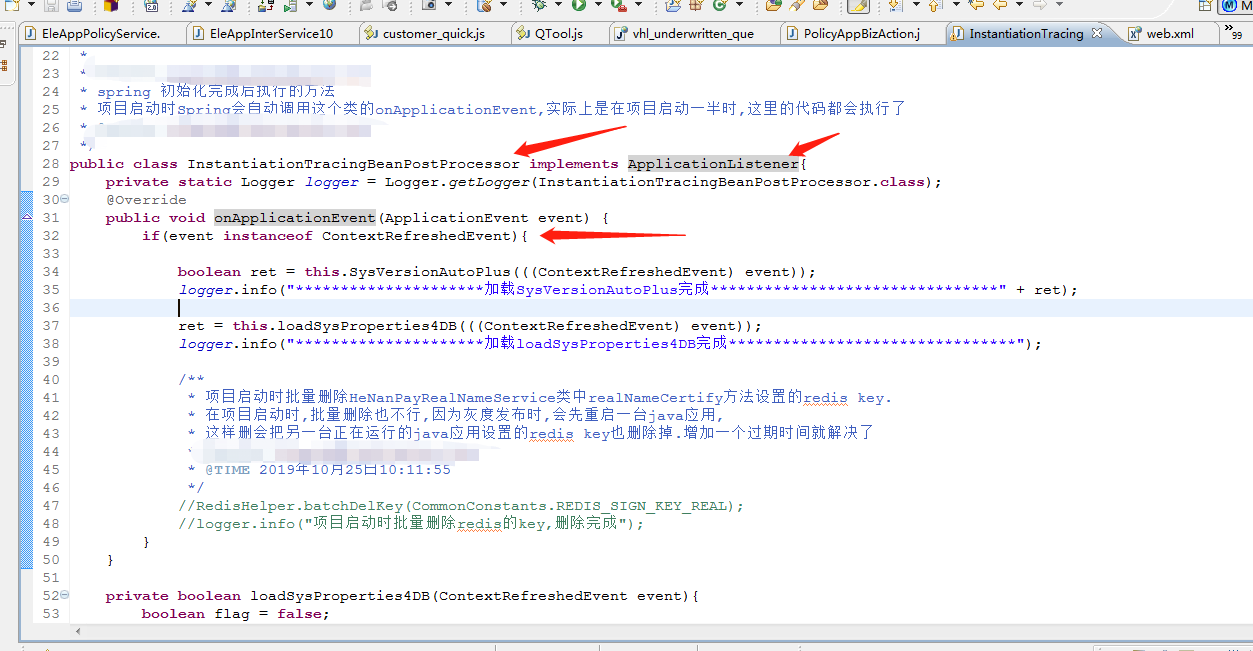 EleAppPolicyService. EleAppInterService10 customer_quick.js QTool.js vhl_underwritten_que PolicyAppBizAction.j InstantiationTracing web.xml »99
22 *
23 *
24 * spring 初始化完成后执行的方法
25 * 项目启动时Spring会自动调用这个类的onApplicationEvent,实际上是在项目启动一半时,这里的代码都会执行了
26 *
27 */
28 public class InstantiationTracingBeanPostProcessor implements ApplicationListener{
29 private static Logger logger = Logger.getLogger(InstantiationTracingBeanPostProcessor.class);
30 @Override
31 public void onApplicationEvent(ApplicationEvent event) {
32 if(event instanceof ContextRefreshedEvent){
33
34 boolean ret = this.SysVersionAutoPlus(((ContextRefreshedEvent) event));
35 logger.info("*********************加载SysVersionAutoPlus完成********************************" + ret);
36
37 ret = this.loadSysProperties4DB(((ContextRefreshedEvent) event));
38 logger.info("*********************加载loadSysProperties4DB完成********************************");
39
40 /**
41 * 项目启动时批量删除HeNanPayRealNameService类中realNameCertify方法设置的redis key.
42 * 在项目启动时,批量删除也不行,因为灰度发布时,会先重启一台java应用,
43 * 这样删会把另一台正在运行的java应用设置的redis key也删除掉.增加一个过期时间就解决了
44
45 * @TIME 2019年10月25日10:11:55
46 */
47 //RedisHelper.batchDelKey(CommonConstants.REDIS_SIGN_KEY_REAL);
48 //logger.info("项目启动时批量删除redis的key,删除完成");
49 }
50 }
51
52 private boolean loadSysProperties4DB(ContextRefreshedEvent event){
53 boolean flag = false;